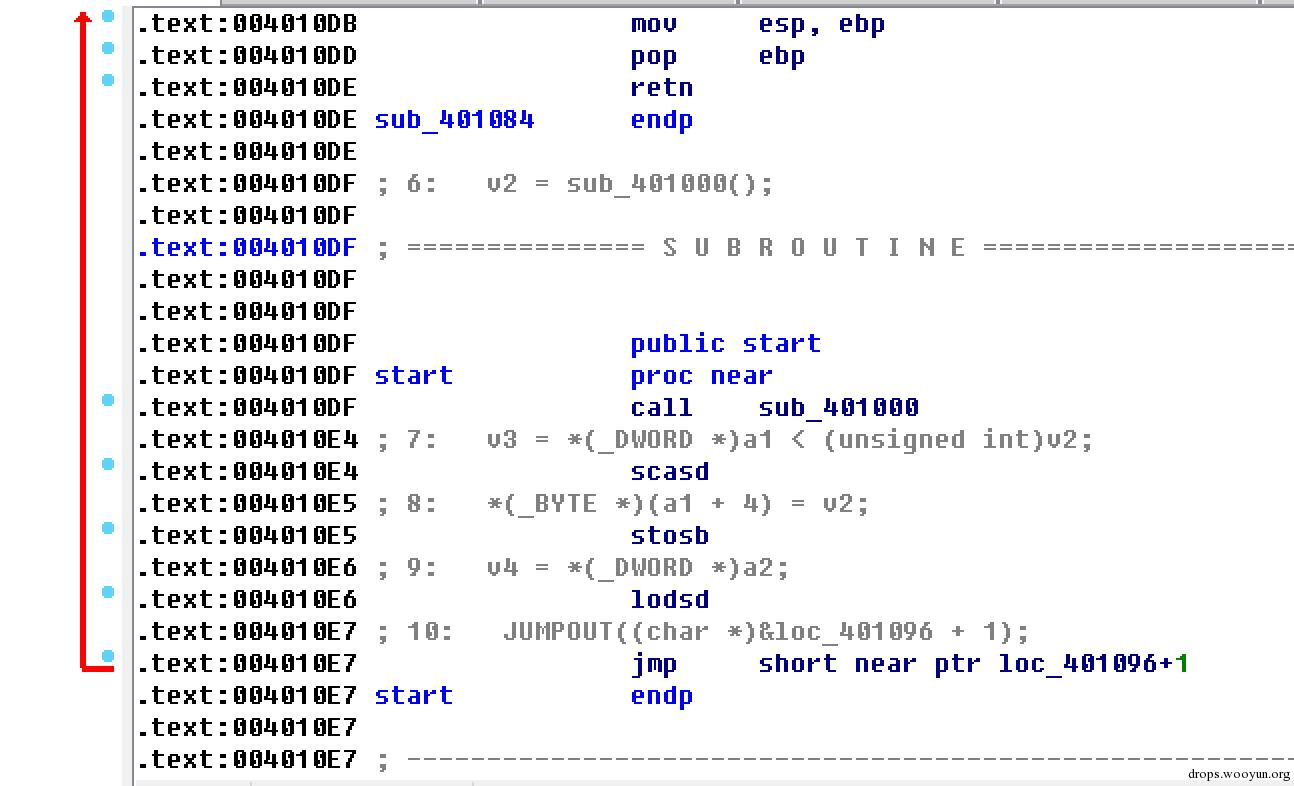 .text:004010DB mov esp, ebp
.text:004010DD pop ebp
.text:004010DE retn
.text:004010DE sub_401084 endp
.text:004010DE
.text:004010DF ; 6: v2 = sub_401000();
.text:004010DF
.text:004010DF ; =============== S U B R O U T I N E ====================
.text:004010DF
.text:004010DF
.text:004010DF public start
.text:004010DF start proc near
.text:004010DF call sub_401000
.text:004010E4 ; 7: v3 = *(_DWORD *)a1 < (unsigned int)v2;
.text:004010E4 scasd
.text:004010E5 ; 8: *(_BYTE *)(a1 + 4) = v2;
.text:004010E5 stosb
.text:004010E6 ; 9: v4 = *(_DWORD *)a2;
.text:004010E6 lodsd
.text:004010E7 ; 10: JUMPOUT((char *)&loc_401096 + 1);
.text:004010E7 jmp short near ptr loc_401096+1
.text:004010E7 start endp
.text:004010E7
.text:004010E7 ; --------------------------------------------------------
drops.wooyun.org